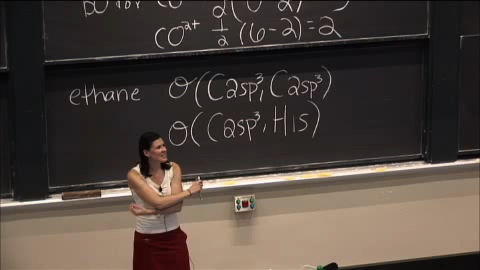 CO²⁺ ½(6-2)=2
ethane σ(C2sp³, C2sp³)
σ(C2sp³, H1s)